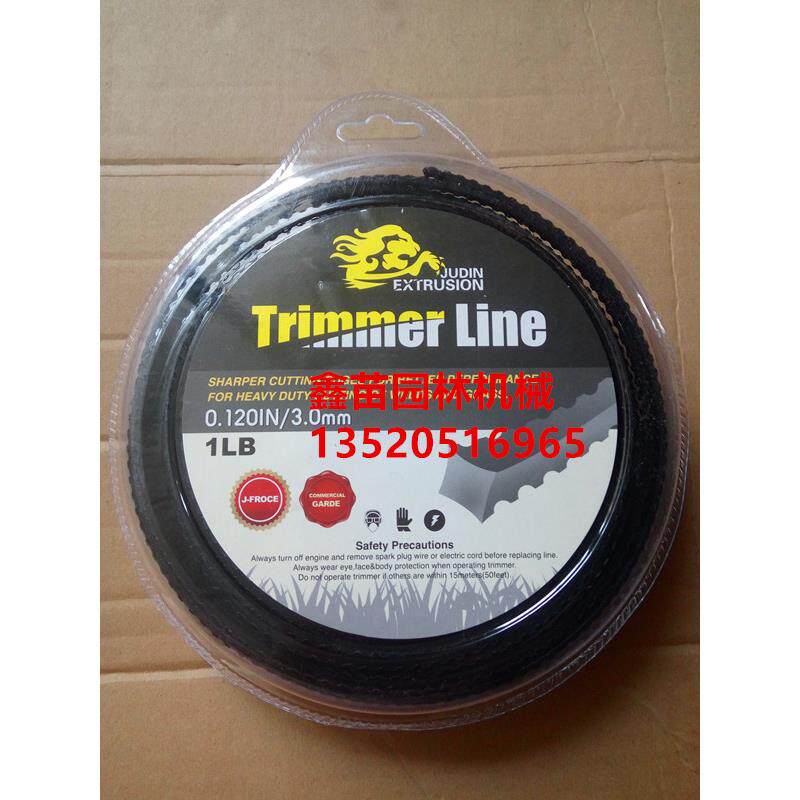 JUDIN
EXTRUSION
Trimmer Line
SHARPER CUTTING
FOR HEAVY DUTY
鑫苗园林机械
0.120IN/3.0mm
13520516965
1LB
J-FROCE
COMMERCIAL
GARDE
Safety Precautions
Always turn off engine and remove spark plug wire or electric cord before replacing line.
Always wear eye,face&body protection when operating trimmer.
Do not operate trimmer if others are within 15meters(50feet).